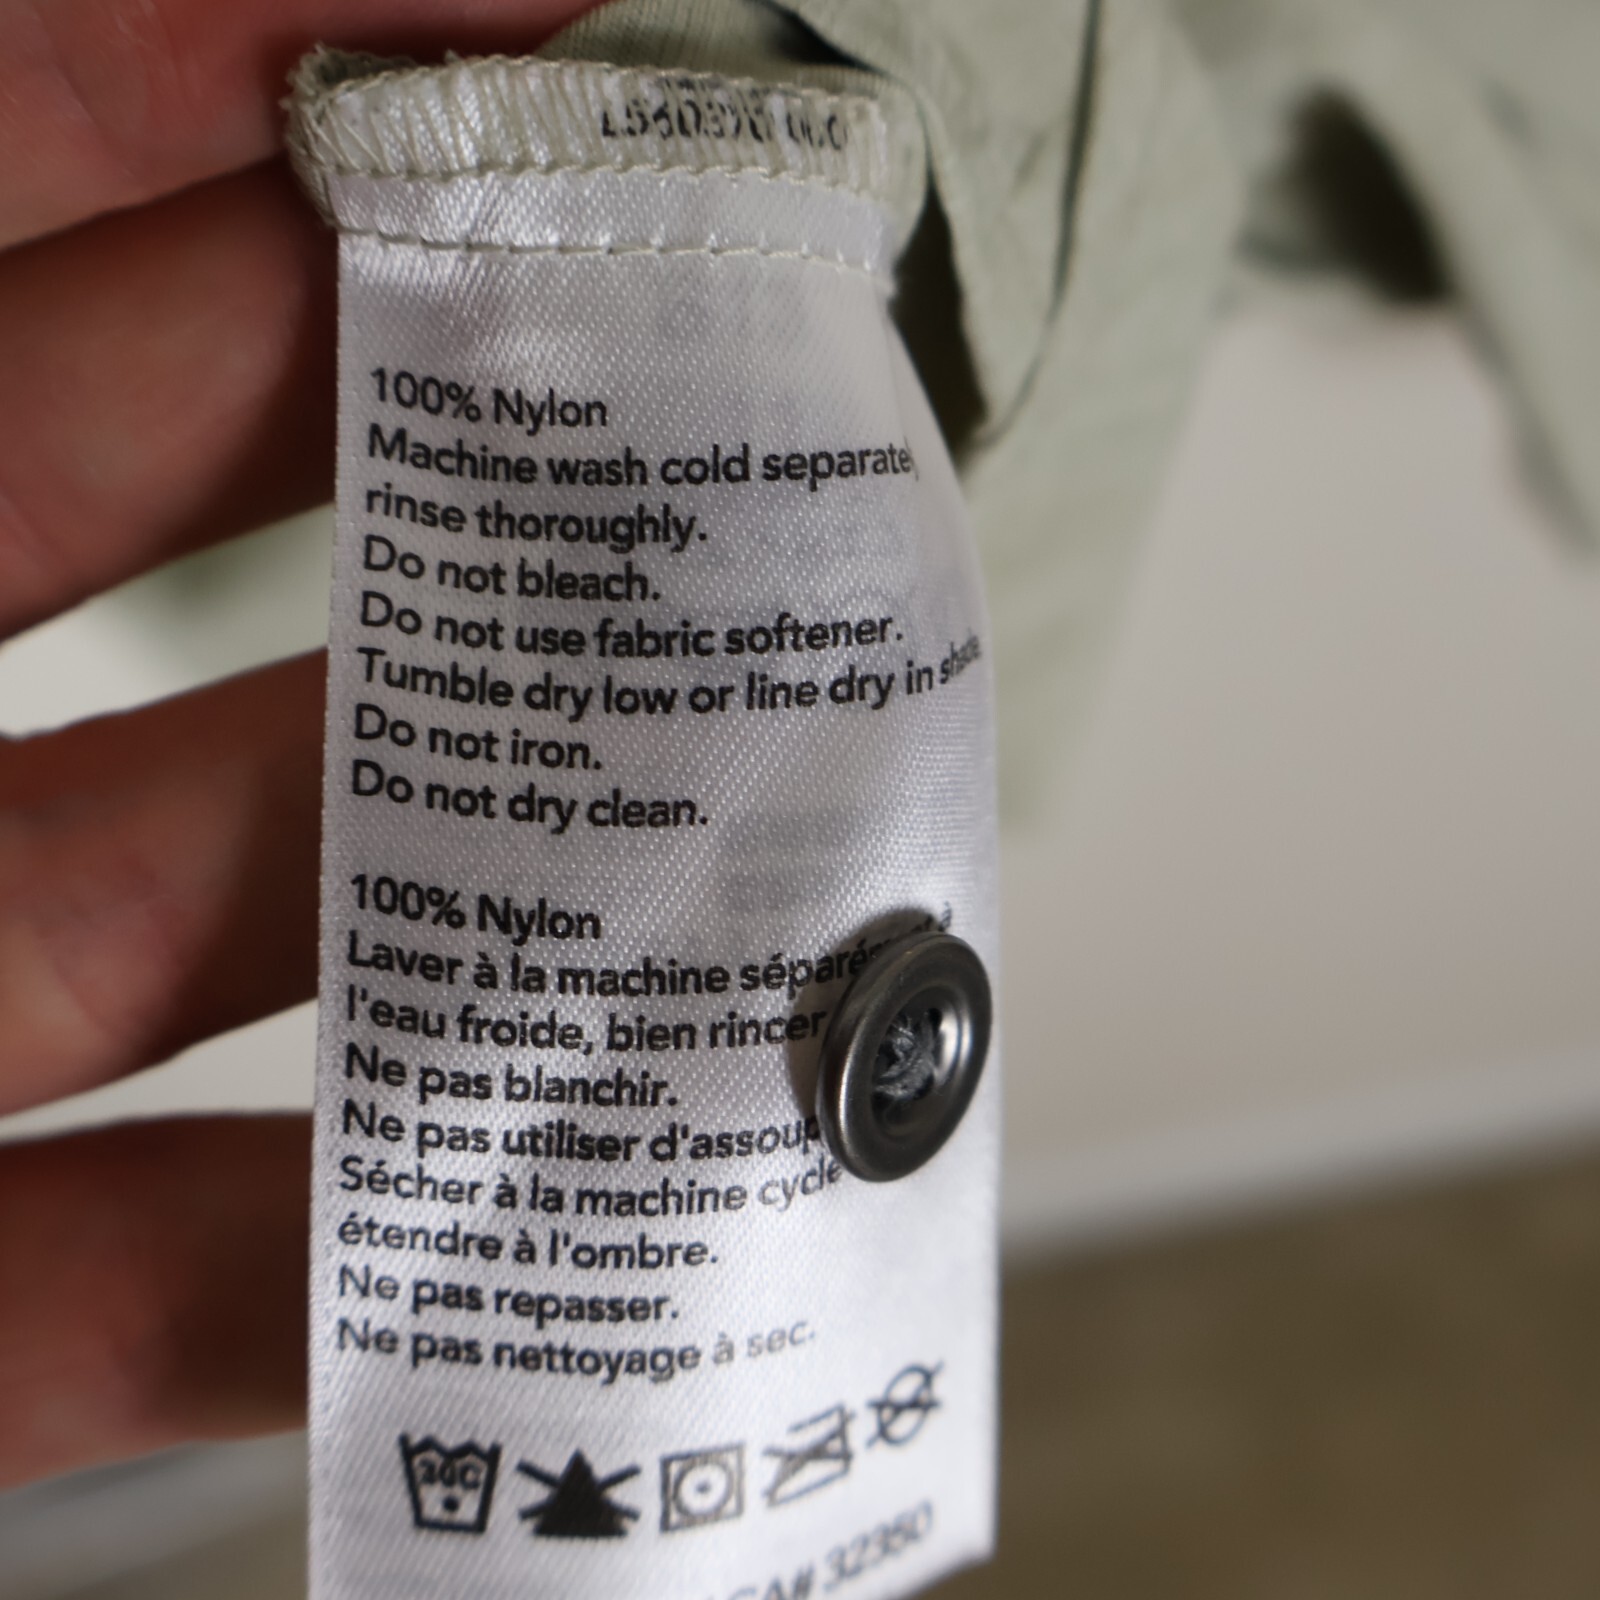 100% Nylon
Machine wash cold
rinse thoroughly.
Do not bleach.
Do not use fabric softener.
Tumble dry low or line dry in shade.
Do not iron.
Do not dry clean.
100% Nylon
Laver à la machine à
l'eau froide, bien rincer
Ne pas blanchir.
Ne pas utiliser
Sécher à la machine cycle
étendre à l'ombre.
Ne pas repasser.
Ne pas nettoyage à sec.
30C
CA# 32350